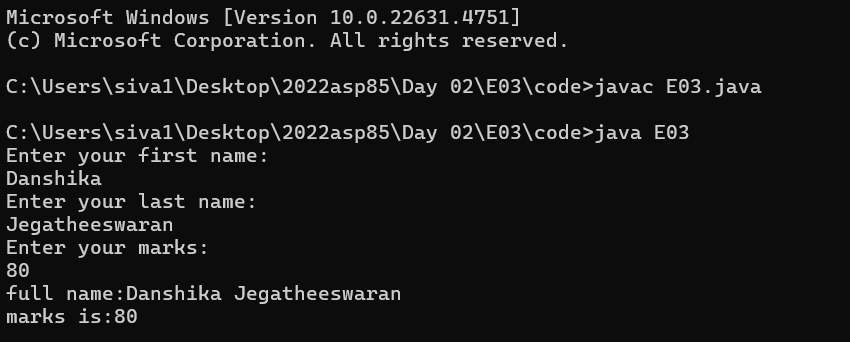 Microsoft Windows [Version 10.0.22631.4751]
(c) Microsoft Corporation. All rights reserved.
C:\Users\siva1\Desktop\2022asp85\Day 02\E03\code>javac E03.java
C:\Users\siva1\Desktop\2022asp85\Day 02\E03\code>java E03
Enter your first name:
Danshika
Enter your last name:
Jegatheeswaran
Enter your marks:
80
full name:Danshika Jegatheeswaran
marks is:80